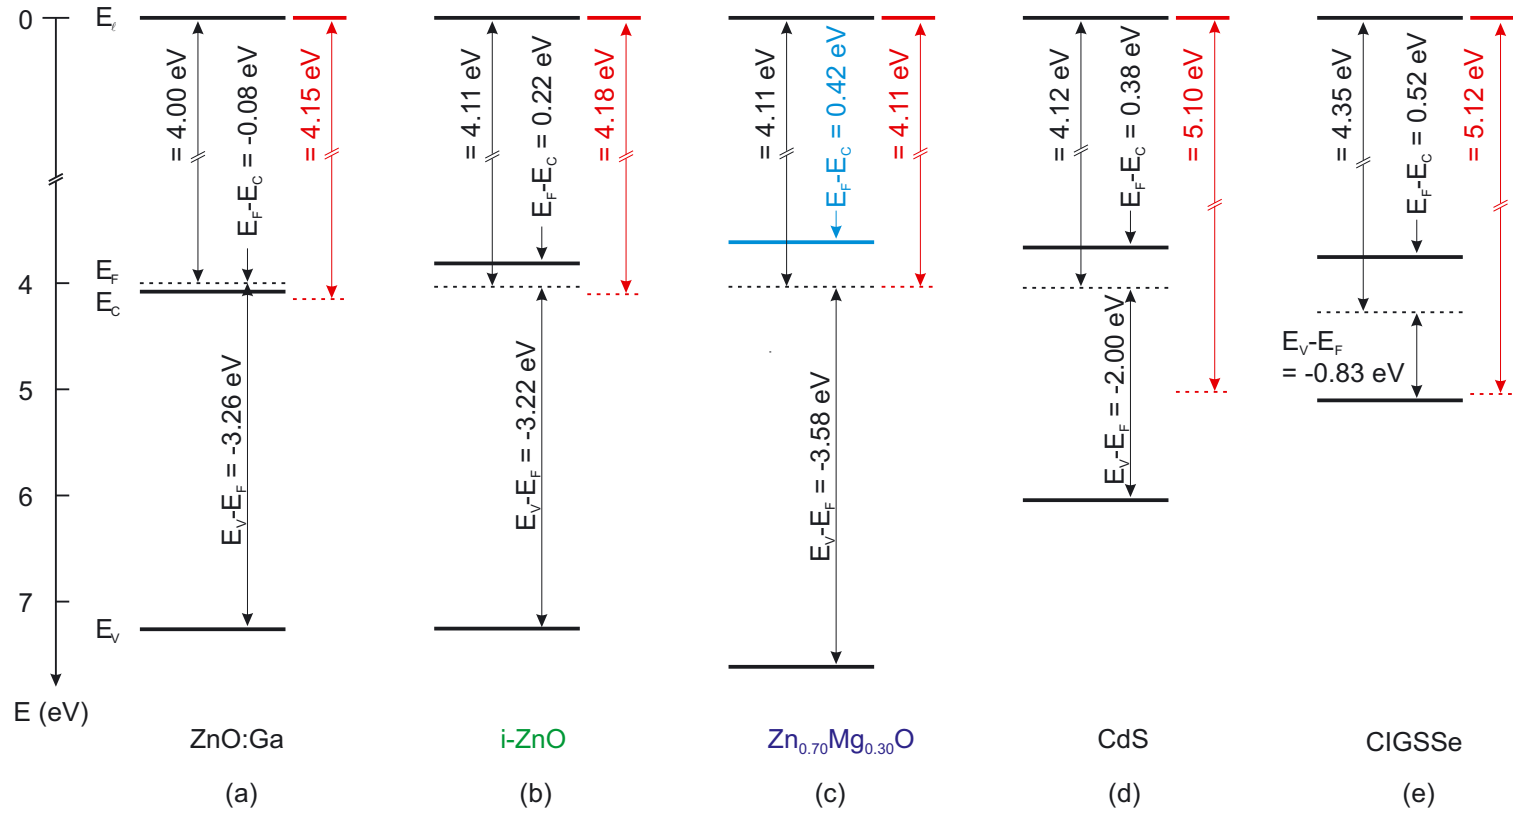 0
4
5
6
7
E (eV)
Eℓ
EF
EC
EV
= 4.00 eV
EF-EC = -0.08 eV
= 4.15 eV
EV-EF = -3.26 eV
= 4.11 eV
EF-EC = 0.22 eV
= 4.18 eV
EV-EF = -3.22 eV
= 4.11 eV
EF-EC = 0.42 eV
= 4.11 eV
EV-EF = -3.58 eV
= 4.12 eV
EF-EC = 0.38 eV
= 5.10 eV
EV-EF = -2.00 eV
= 4.35 eV
EF-EC = 0.52 eV
= 5.12 eV
EV-EF
= -0.83 eV
ZnO:Ga
i-ZnO
Zn0.70Mg0.30O
CdS
CIGSSe
(a)
(b)
(c)
(d)
(e)